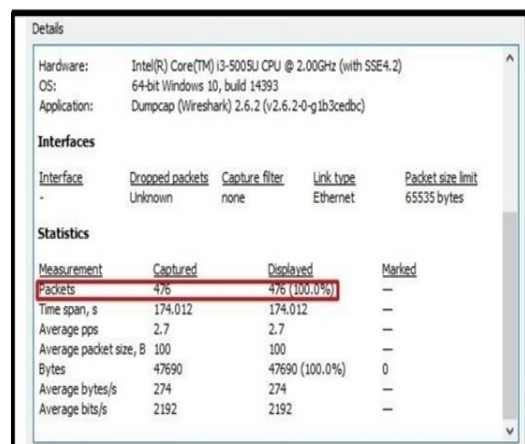 Details
Hardware: Intel(R) Core(TM) i3-5005U CPU @ 2.00GHz (with SSE4.2)
OS: 64-bit Windows 10, build 14393
Application: Dumpcap (Wireshark) 2.6.2 (v2.6.2-0-g1b3cedbc)
Interfaces
Interface Dropped packets Capture filter Link type Packet size limit
- Unknown none Ethernet 65535 bytes
Statistics
Measurement Captured Displayed Marked
Packets 476 476 (100.0%) —
Time span, s 174.012 174.012 —
Average pps 2.7 2.7 —
Average packet size, B 100 100 —
Bytes 47690 47690 (100.0%) 0
Average bytes/s 274 274 —
Average bits/s 2192 2192 —